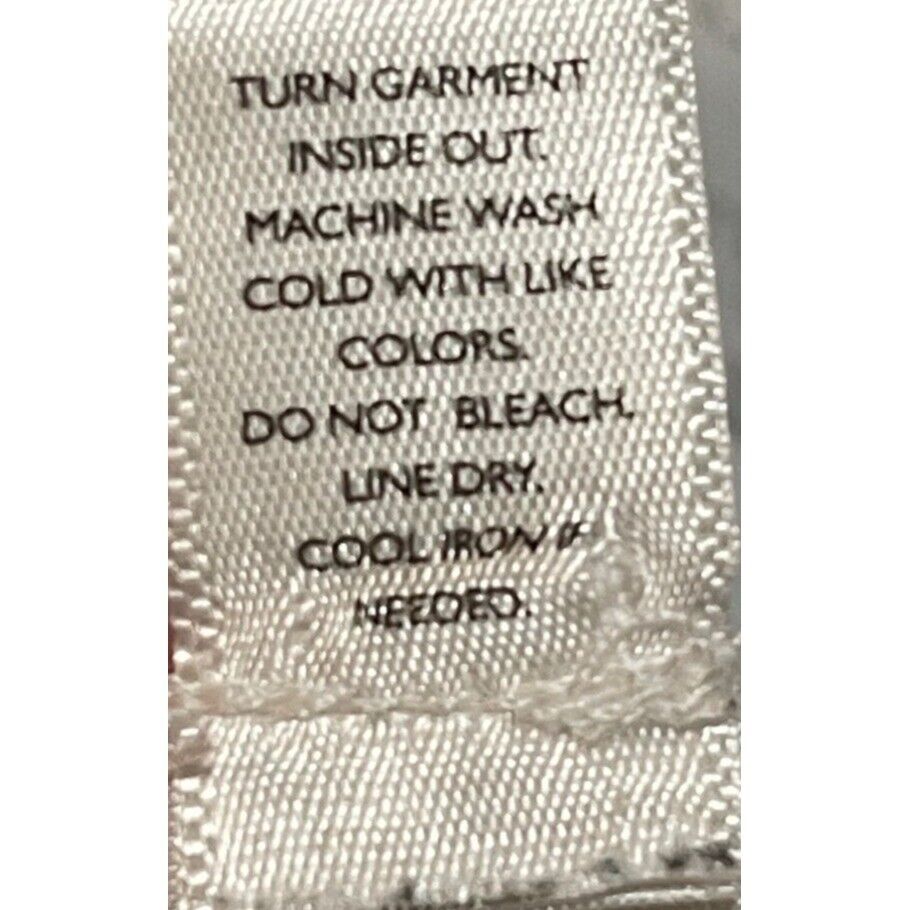 TURN GARMENT
INSIDE OUT.
MACHINE WASH
COLD WITH LIKE
COLORS.
DO NOT BLEACH.
LINE DRY.
COOL IRON IF
NEEDED.